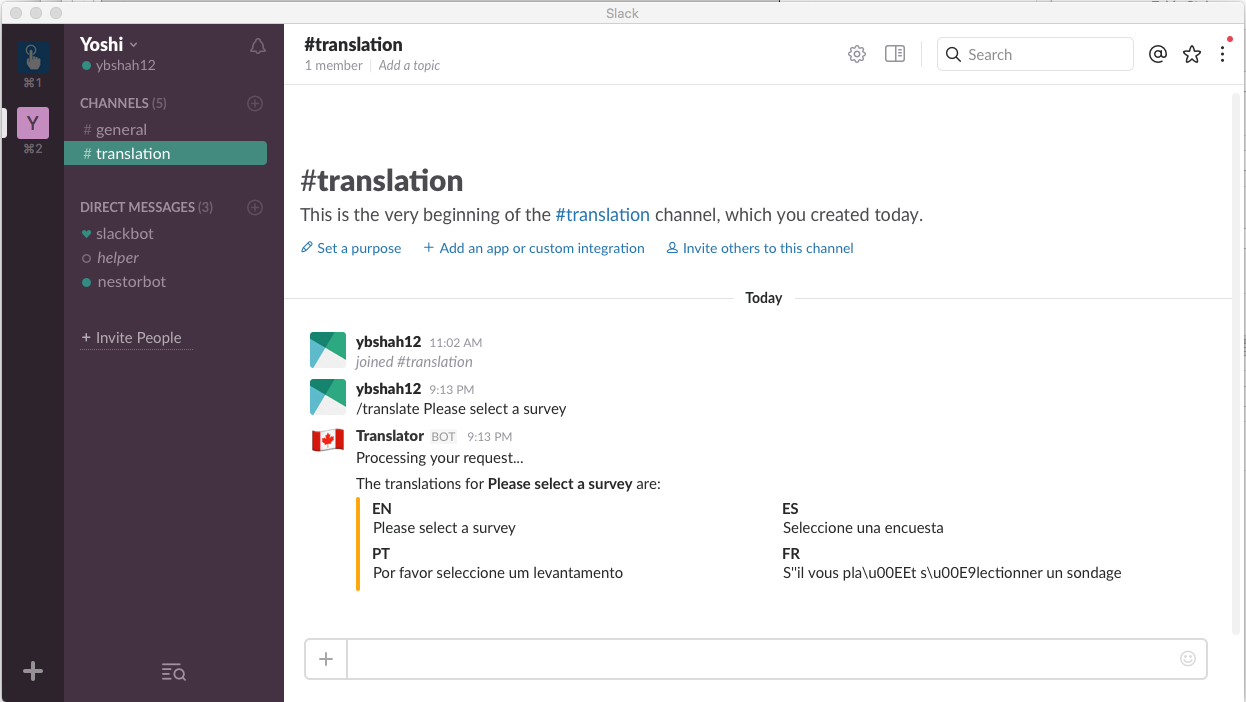 Slack
⌘1
Y
⌘2
Yoshi
ybshah12
CHANNELS (5)
# general
# translation
DIRECT MESSAGES (3)
slackbot
helper
nestorbot
+ Invite People
#translation
1 member
Add a topic
Search
#translation
This is the very beginning of the #translation channel, which you created today.
Set a purpose
+ Add an app or custom integration
Invite others to this channel
Today
ybshah12 11:02 AM
joined #translation
ybshah12 9:13 PM
/translate Please select a survey
Translator BOT 9:13 PM
Processing your request...
The translations for Please select a survey are:
EN
Please select a survey
ES
Seleccione una encuesta
PT
Por favor seleccione um levantamento
FR
S''il vous pla\u00EEt s\u00E9lectionner un sondage